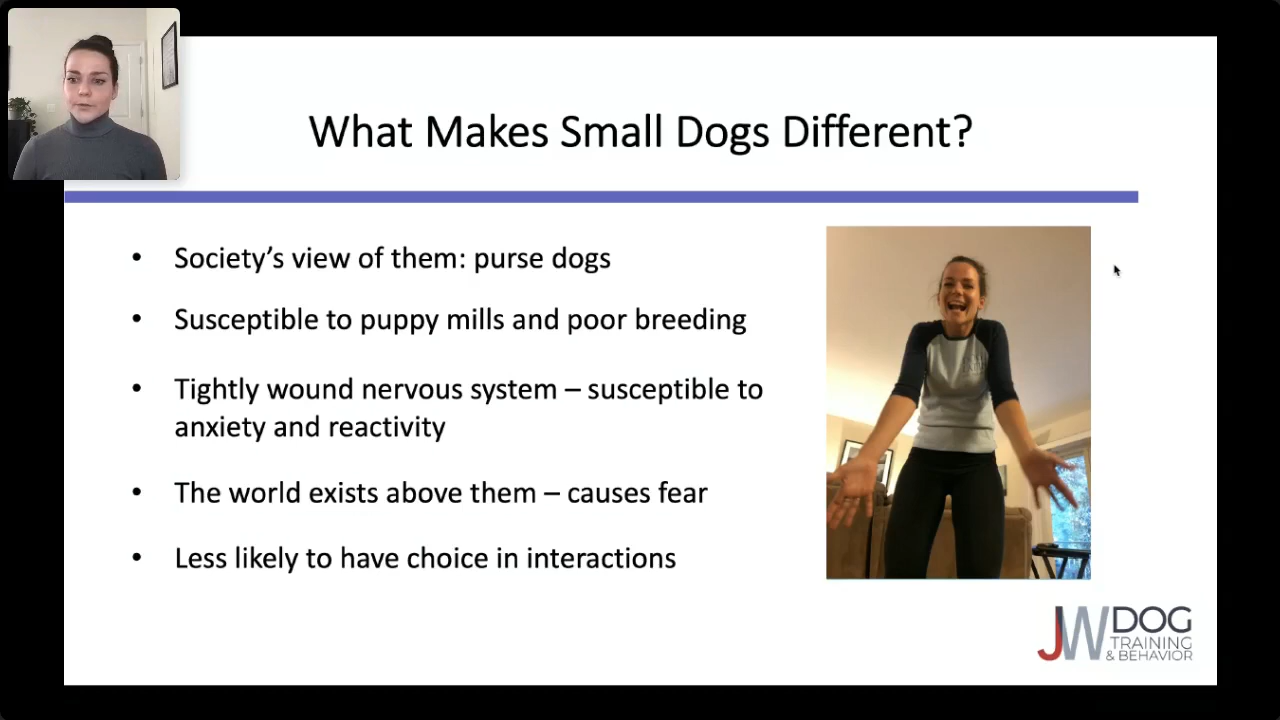 What Makes Small Dogs Different?
• Society’s view of them: purse dogs
• Susceptible to puppy mills and poor breeding
• Tightly wound nervous system – susceptible to
anxiety and reactivity
• The world exists above them – causes fear
• Less likely to have choice in interactions
JW DOG
TRAINING
& BEHAVIOR